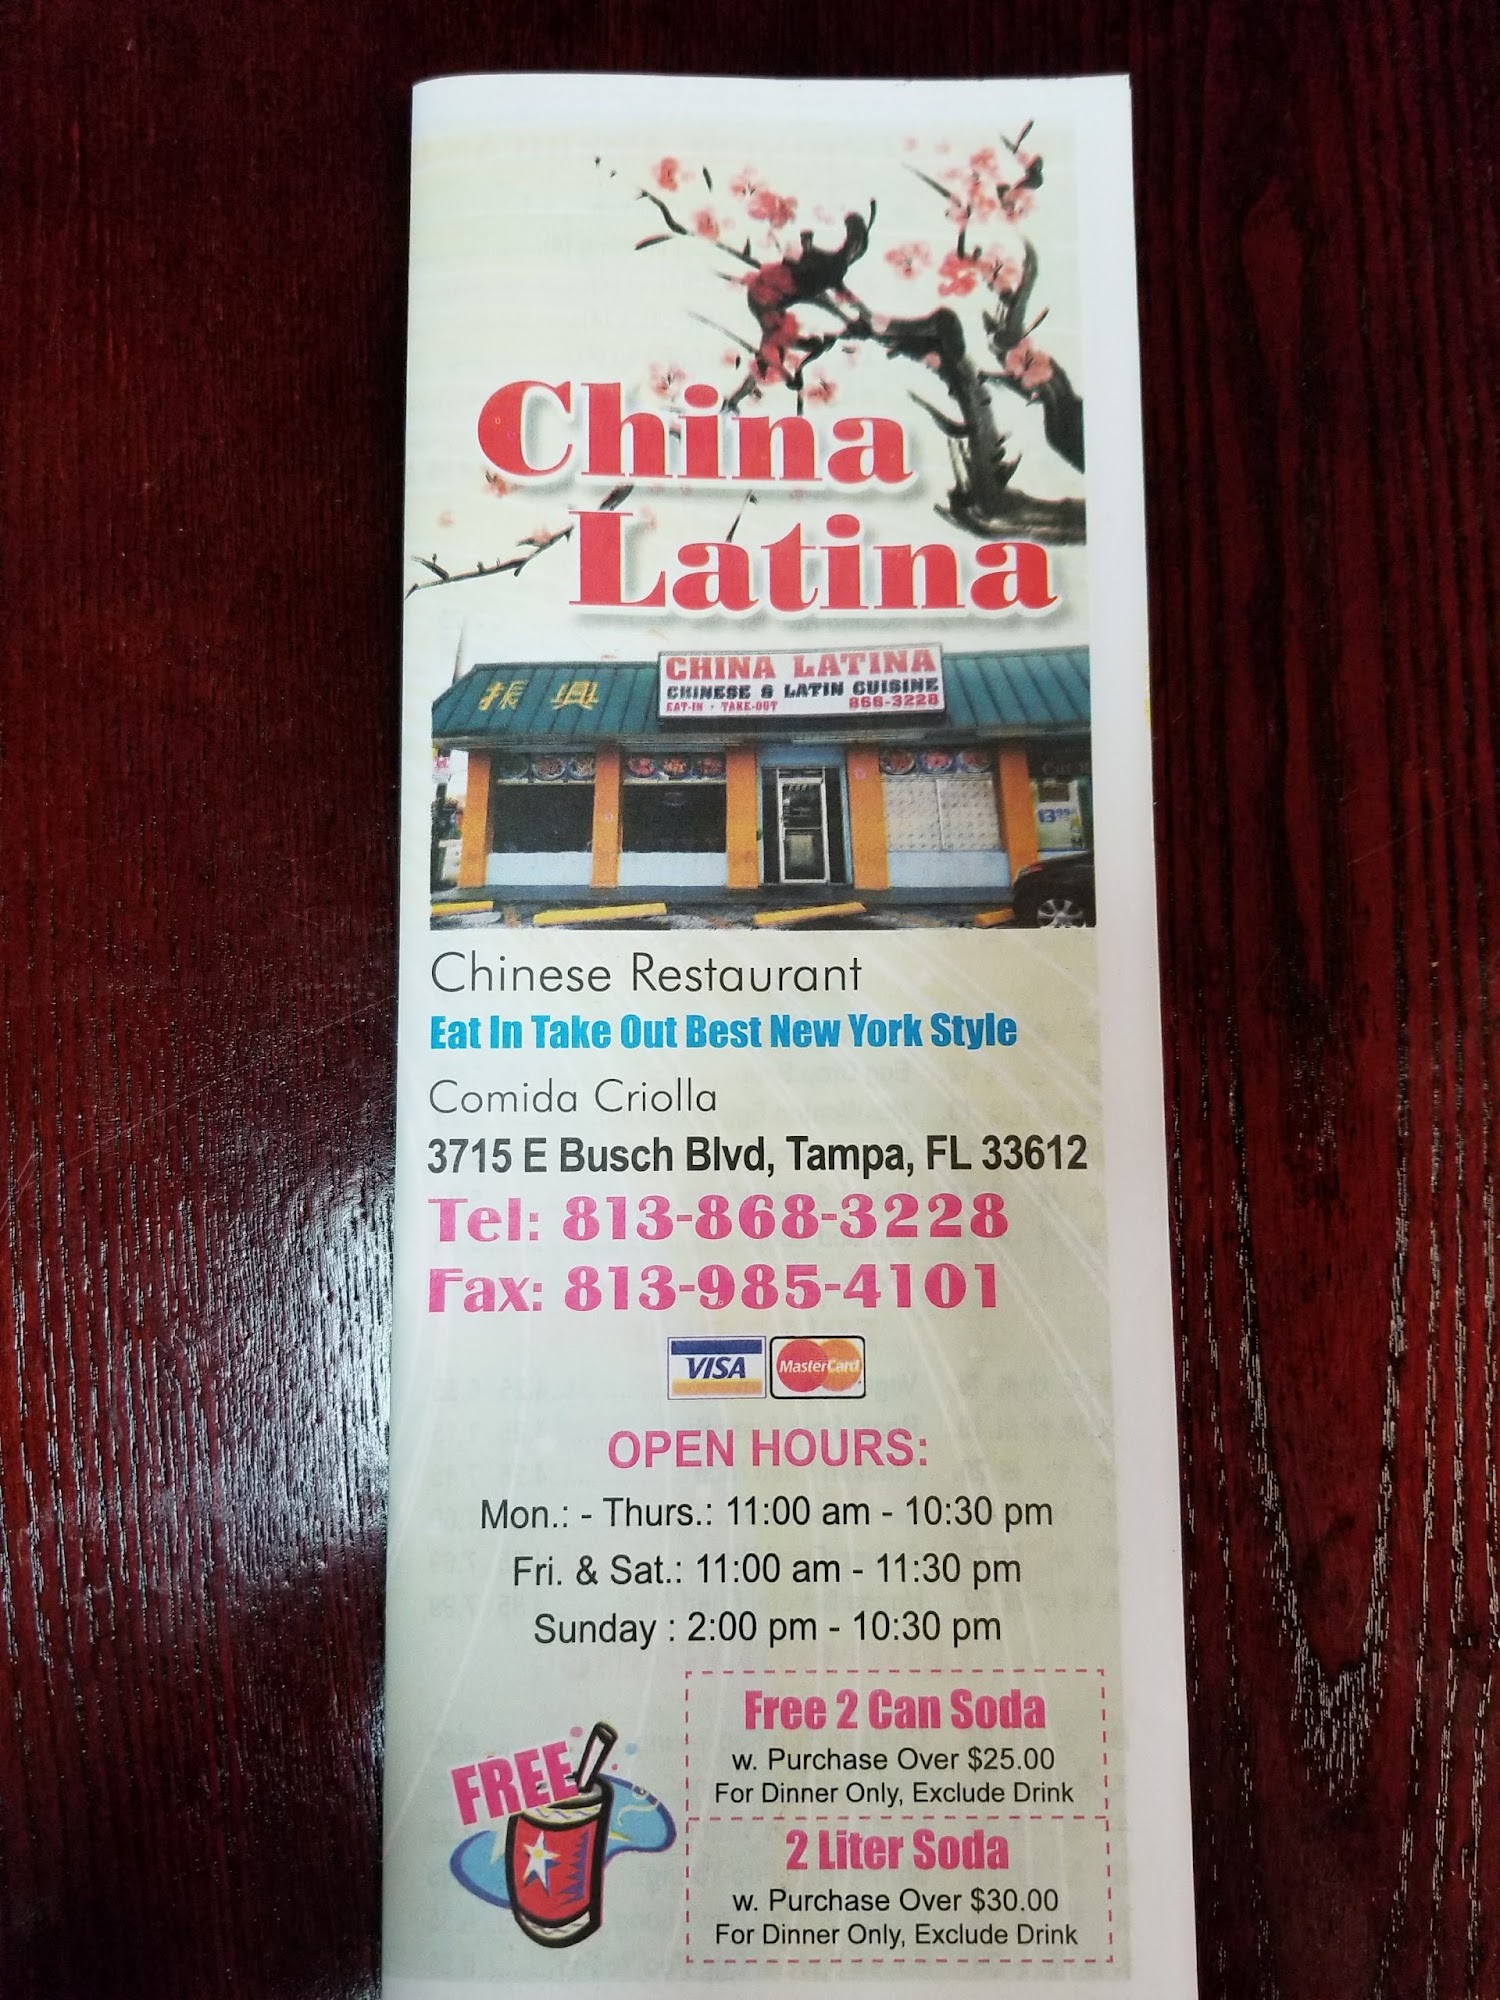 China
Latina
振興
CHINA LATINA
CHINESE & LATIN CUISINE
EAT-IN · TAKE-OUT 868-3228
Chinese Restaurant
Eat In Take Out Best New York Style
Comida Criolla
3715 E Busch Blvd, Tampa, FL 33612
Tel: 813-868-3228
Fax: 813-985-4101
VISA MasterCard
OPEN HOURS:
Mon.: - Thurs.: 11:00 am - 10:30 pm
Fri. & Sat.: 11:00 am - 11:30 pm
Sunday : 2:00 pm - 10:30 pm
FREE
Free 2 Can Soda
w. Purchase Over $25.00
For Dinner Only, Exclude Drink
2 Liter Soda
w. Purchase Over $30.00
For Dinner Only, Exclude Drink